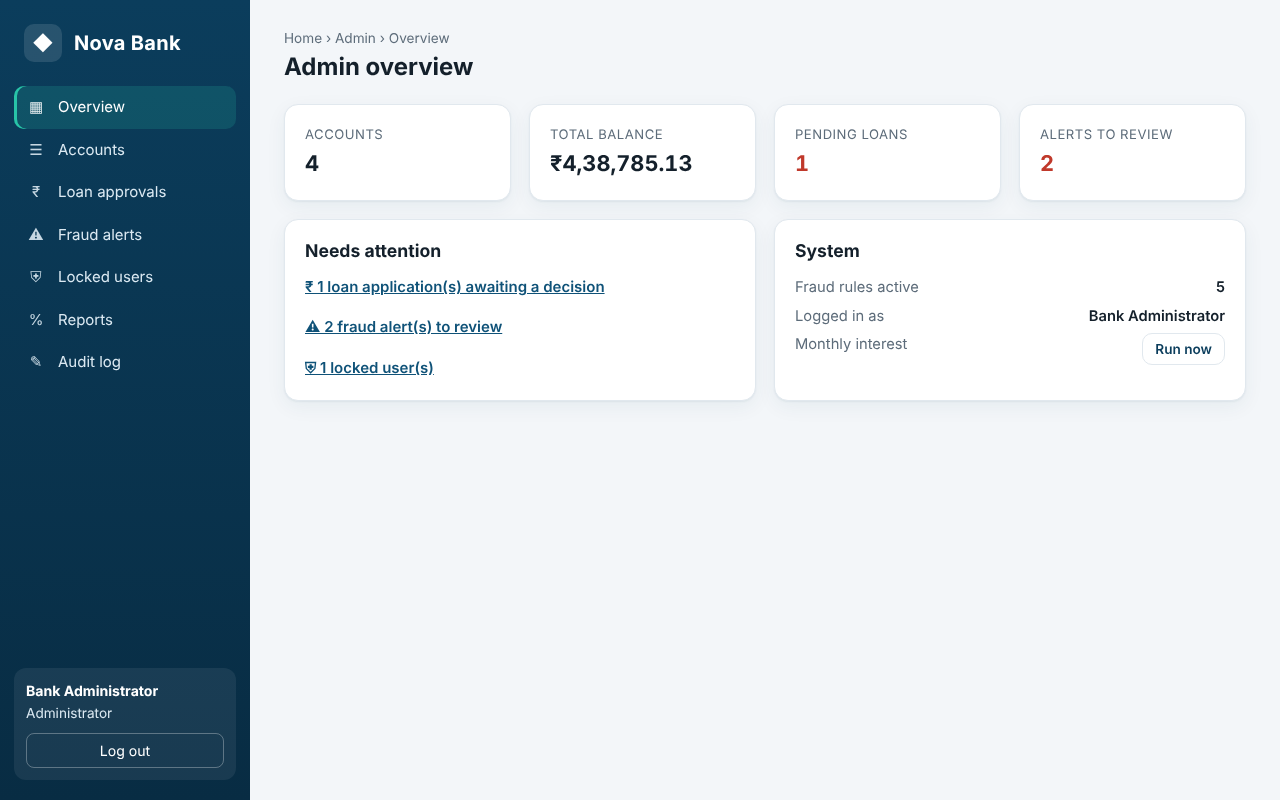 Nova Bank
Overview
Accounts
₹ Loan approvals
Fraud alerts
Locked users
% Reports
Audit log
Bank Administrator
Administrator
Log out
Home › Admin › Overview
Admin overview
ACCOUNTS
4
TOTAL BALANCE
₹4,38,785.13
PENDING LOANS
1
ALERTS TO REVIEW
2
Needs attention
₹ 1 loan application(s) awaiting a decision
⚠ 2 fraud alert(s) to review
⛨ 1 locked user(s)
System
Fraud rules active 5
Logged in as Bank Administrator
Monthly interest Run now